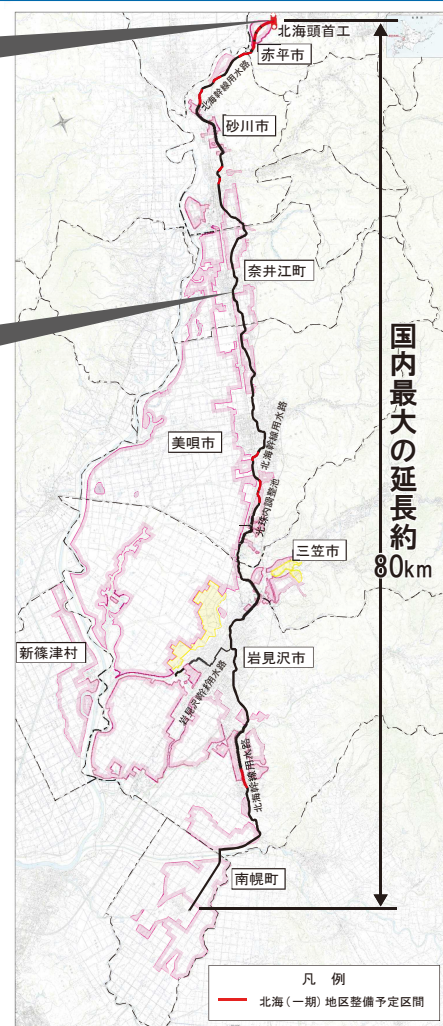 北海頭首工
赤平市
北海幹線用水路
砂川市
奈井江町
国内最大の延長約
80km
北海幹線用水路
美唄市
光珠内調整池
三笠市
新篠津村
岩見沢市
岩見沢幹線用水路
北海幹線用水路
南幌町
凡 例
北海(一期)地区整備予定区間